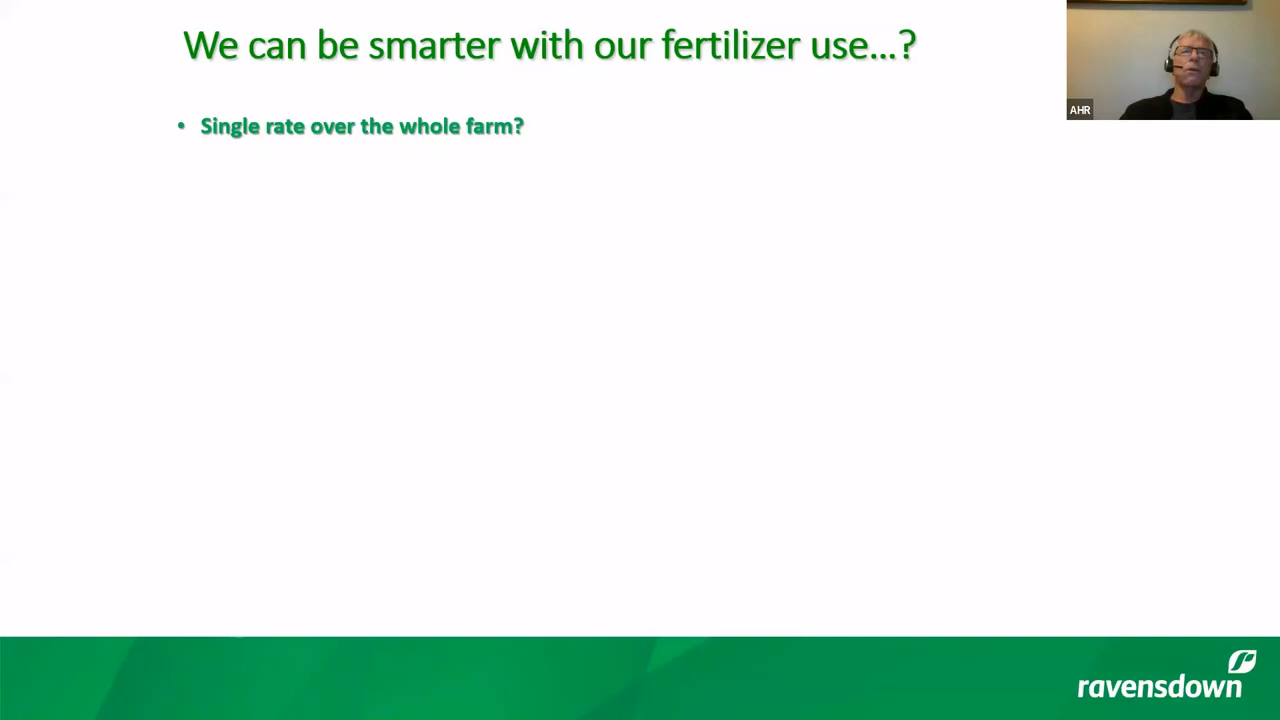 We can be smarter with our fertilizer use...?
• Single rate over the whole farm?
AHR
ravensdown